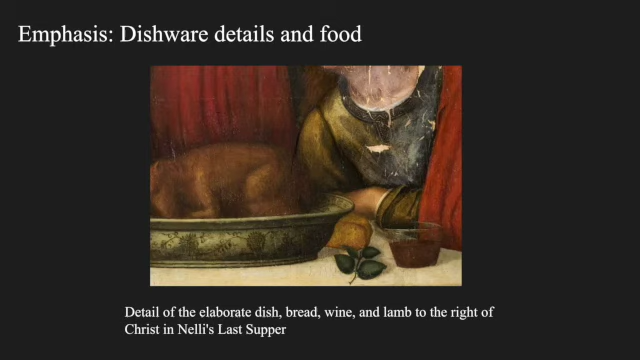 Emphasis: Dishware details and food
Detail of the elaborate dish, bread, wine, and lamb to the right of
Christ in Nelli's Last Supper